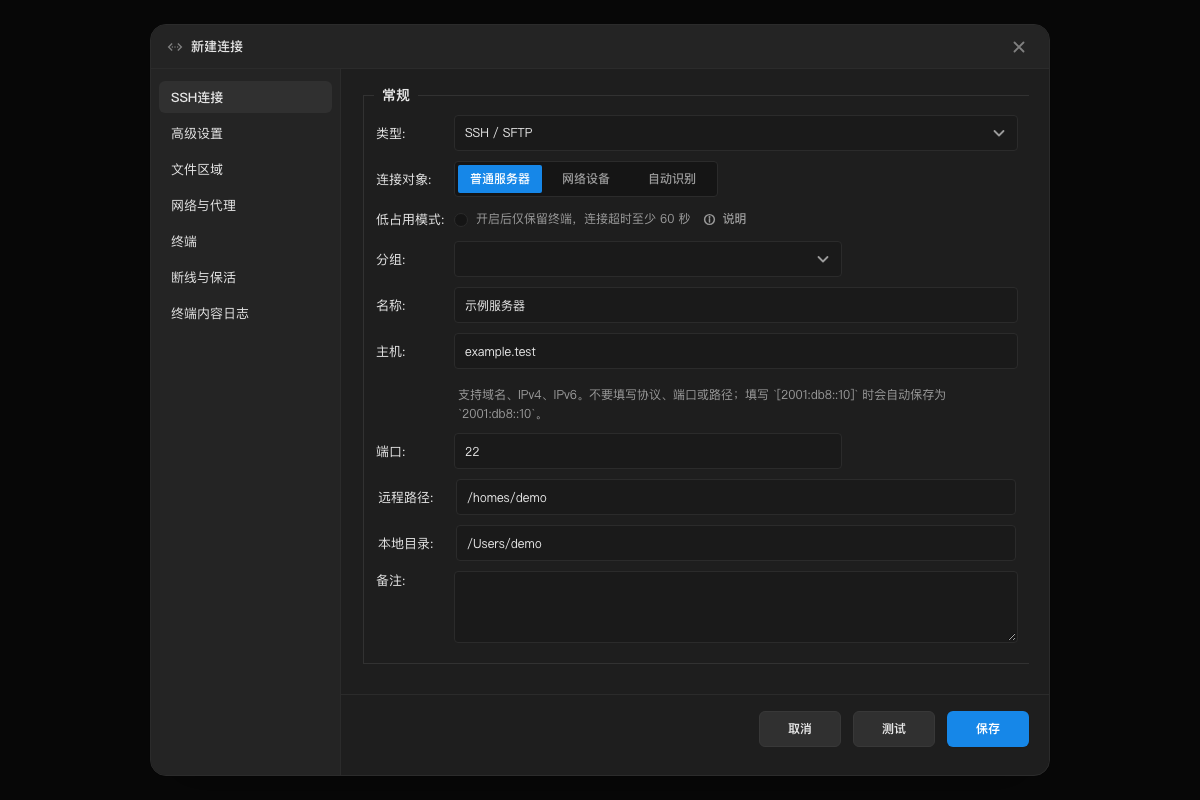 新建连接
SSH连接
高级设置
文件区域
网络与代理
终端
断线与保活
终端内容日志
常规
类型:
SSH / SFTP
连接对象:
普通服务器
网络设备
自动识别
低占用模式:
开启后仅保留终端，连接超时至少 60 秒
说明
分组:
名称:
示例服务器
主机:
example.test
支持域名、IPv4、IPv6。不要填写协议、端口或路径；填写 `[2001:db8::10]` 时会自动保存为
`2001:db8::10`。
端口:
22
远程路径:
/homes/demo
本地目录:
/Users/demo
备注:
取消
测试
保存